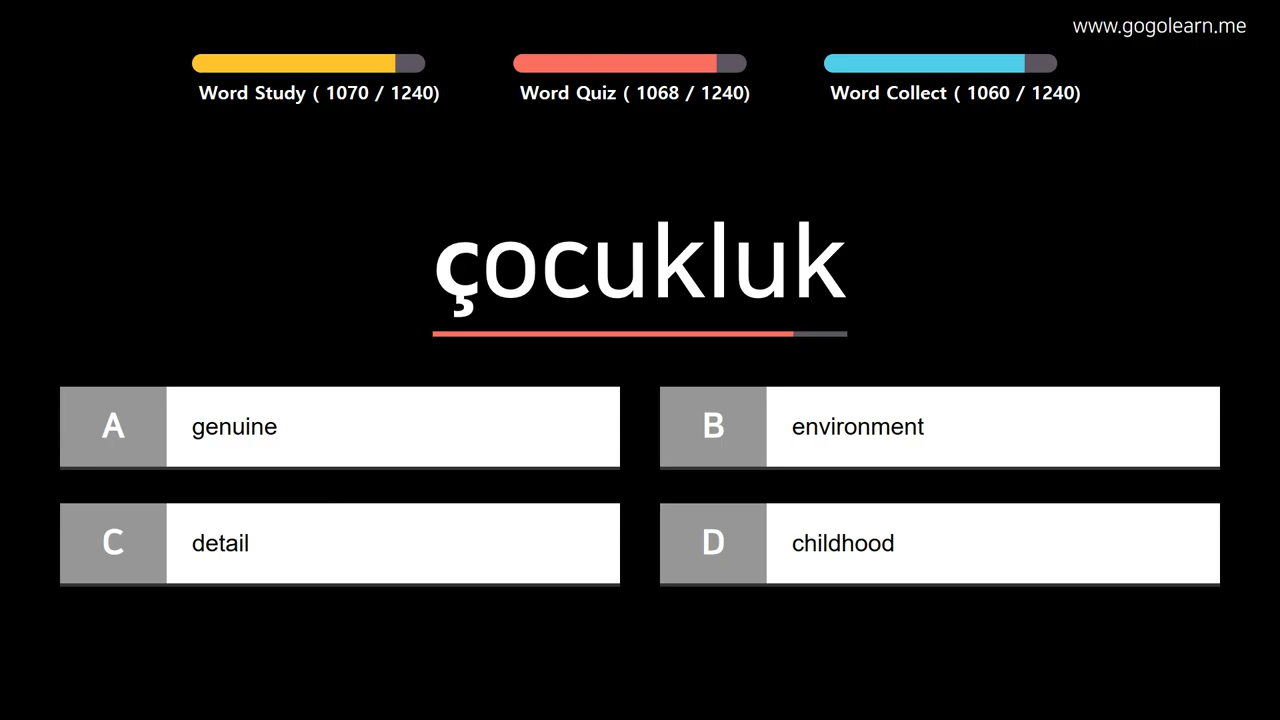 www.gogolearn.me
Word Study ( 1070 / 1240)
Word Quiz ( 1068 / 1240)
Word Collect ( 1060 / 1240)
çocukluk
A genuine
B environment
C detail
D childhood